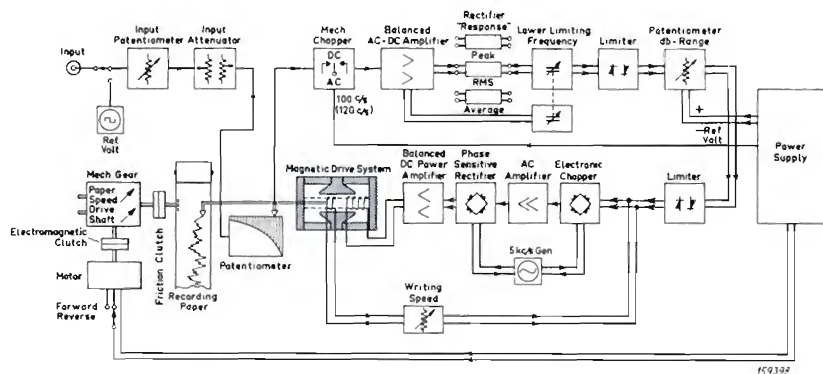 Input
Input
Potentiometer
Input
Attenuator
Ref
Volt
Mech
Chopper
DC
AC
100 c/s
(120 c/s)
Balanced
AC-DC Amplifier
Rectifier
"Response"
Peak
RMS
Average
Lower Limiting
Frequency
Limiter
Potentiometer
db-Range
+
−Ref
Volt
Power
Supply
Mech Gear
Paper
Speed
Drive
Shaft
Electromagnetic
Clutch
Motor
Forward
Reverse
Friction Clutch
Recording
Paper
Potentiometer
Magnetic Drive System
Balanced
DC Power
Amplifier
Phase
Sensitive
Rectifier
AC
Amplifier
Electronic
Chopper
Limiter
5kc/s Gen
Writing
Speed
159398